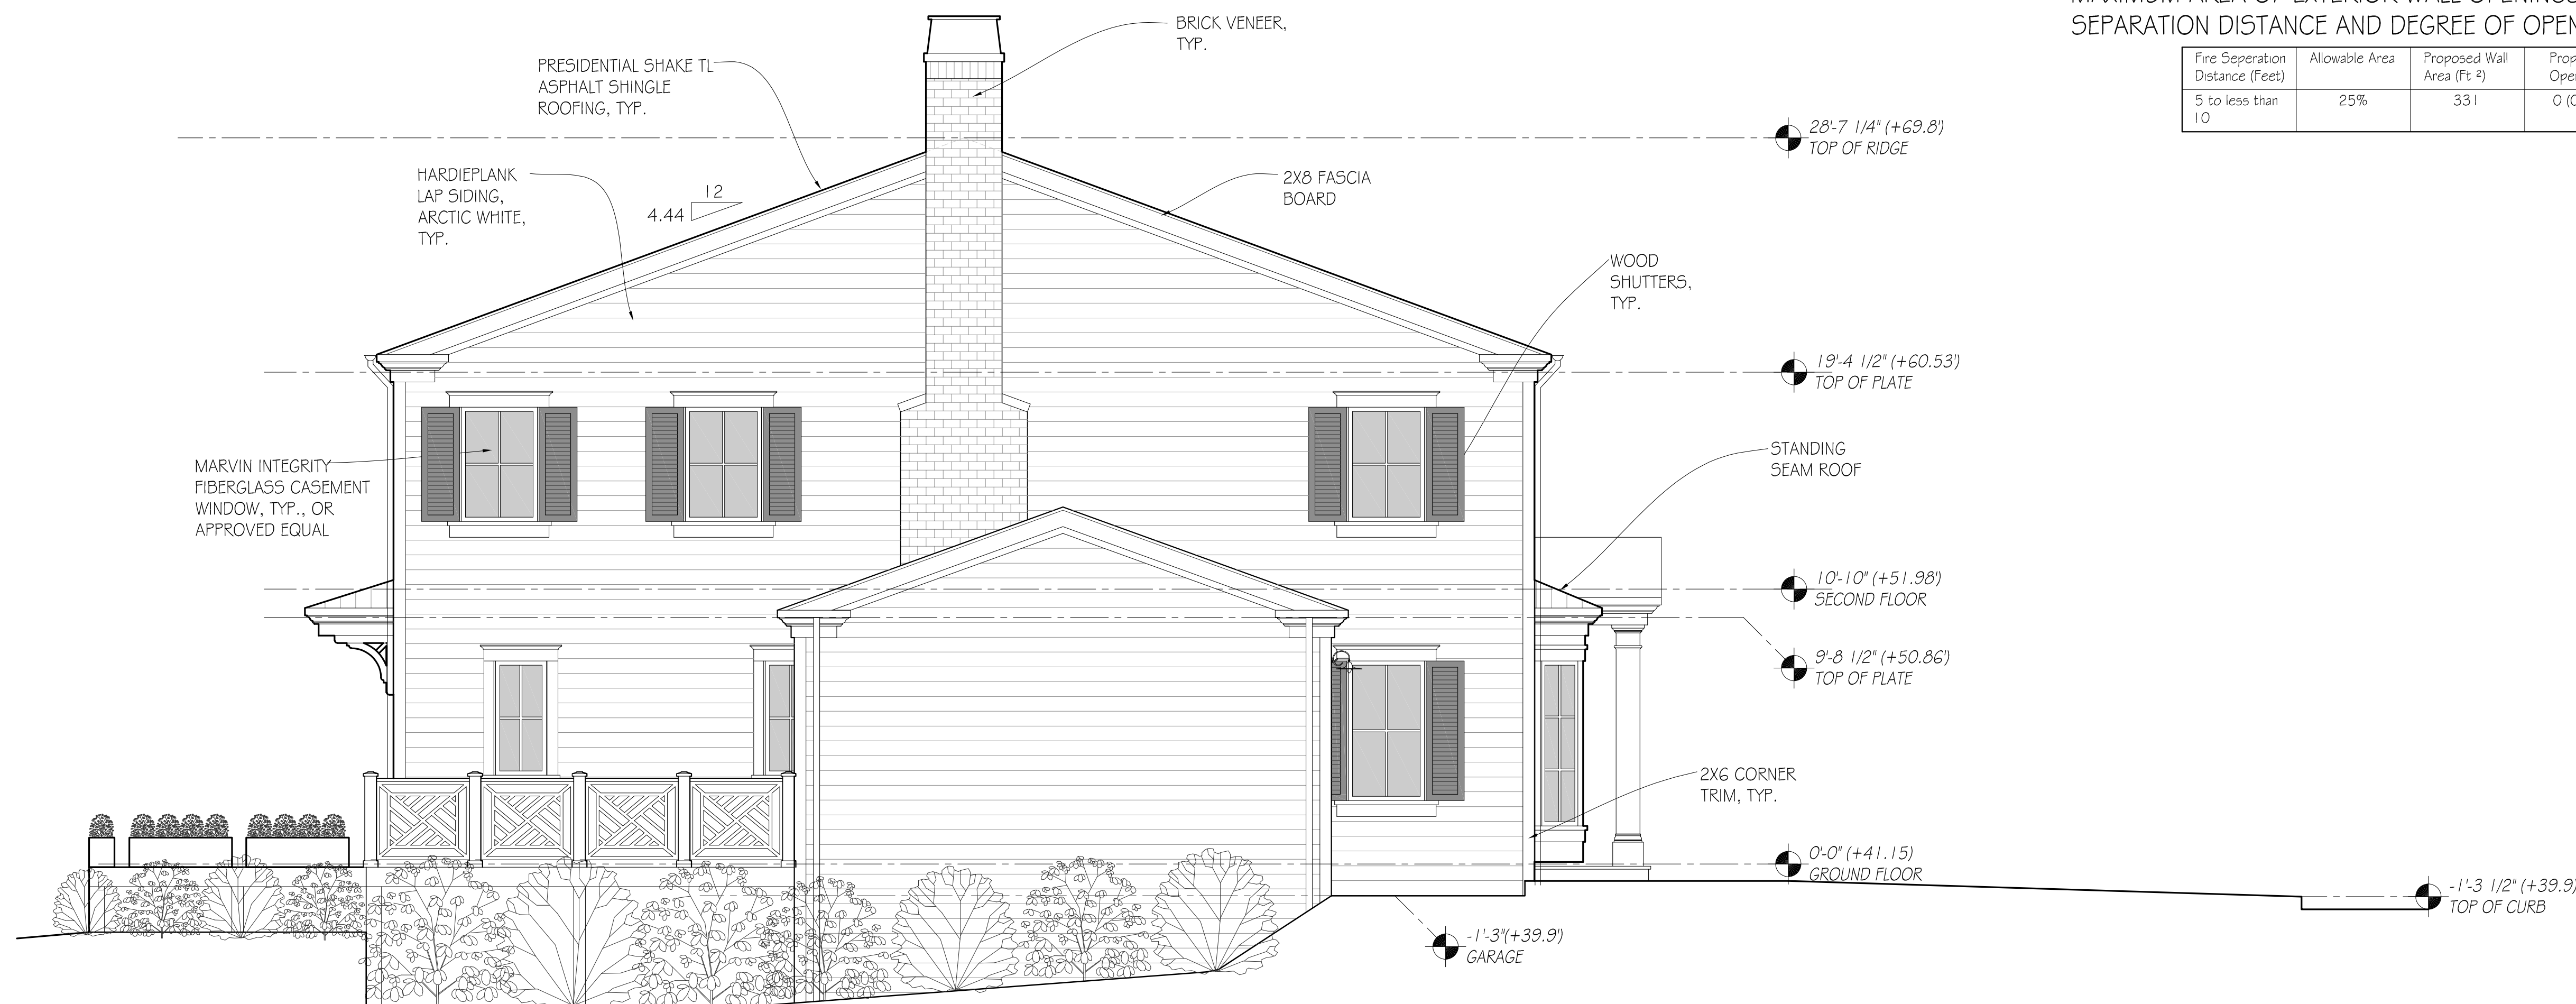 SEPARATION DISTANCE AND DEGREE OF
Fire Seperation
Distance (Feet)
Allowable Area
Proposed Wall
Area (Ft ²)
5 to less than
10
25%
331
0
BRICK VENEER,
TYP.
PRESIDENTIAL SHAKE TL
ASPHALT SHINGLE
ROOFING, TYP.
28'-7 1/4" (+69.8')
TOP OF RIDGE
HARDIEPLANK
LAP SIDING,
ARCTIC WHITE,
TYP.
12
4.44
2X8 FASCIA
BOARD
WOOD
SHUTTERS,
TYP.
19'-4 1/2" (+60.53')
TOP OF PLATE
MARVIN INTEGRITY
FIBERGLASS CASEMENT
WINDOW, TYP., OR
APPROVED EQUAL
STANDING
SEAM ROOF
10'-10" (+51.98')
SECOND FLOOR
9'-8 1/2" (+50.86')
TOP OF PLATE
2X6 CORNER
TRIM, TYP.
0'-0" (+41.15)
GROUND FLOOR
-1'-3 1/2" (+39.9')
TOP OF CURB
-1'-3"(+39.9')
GARAGE